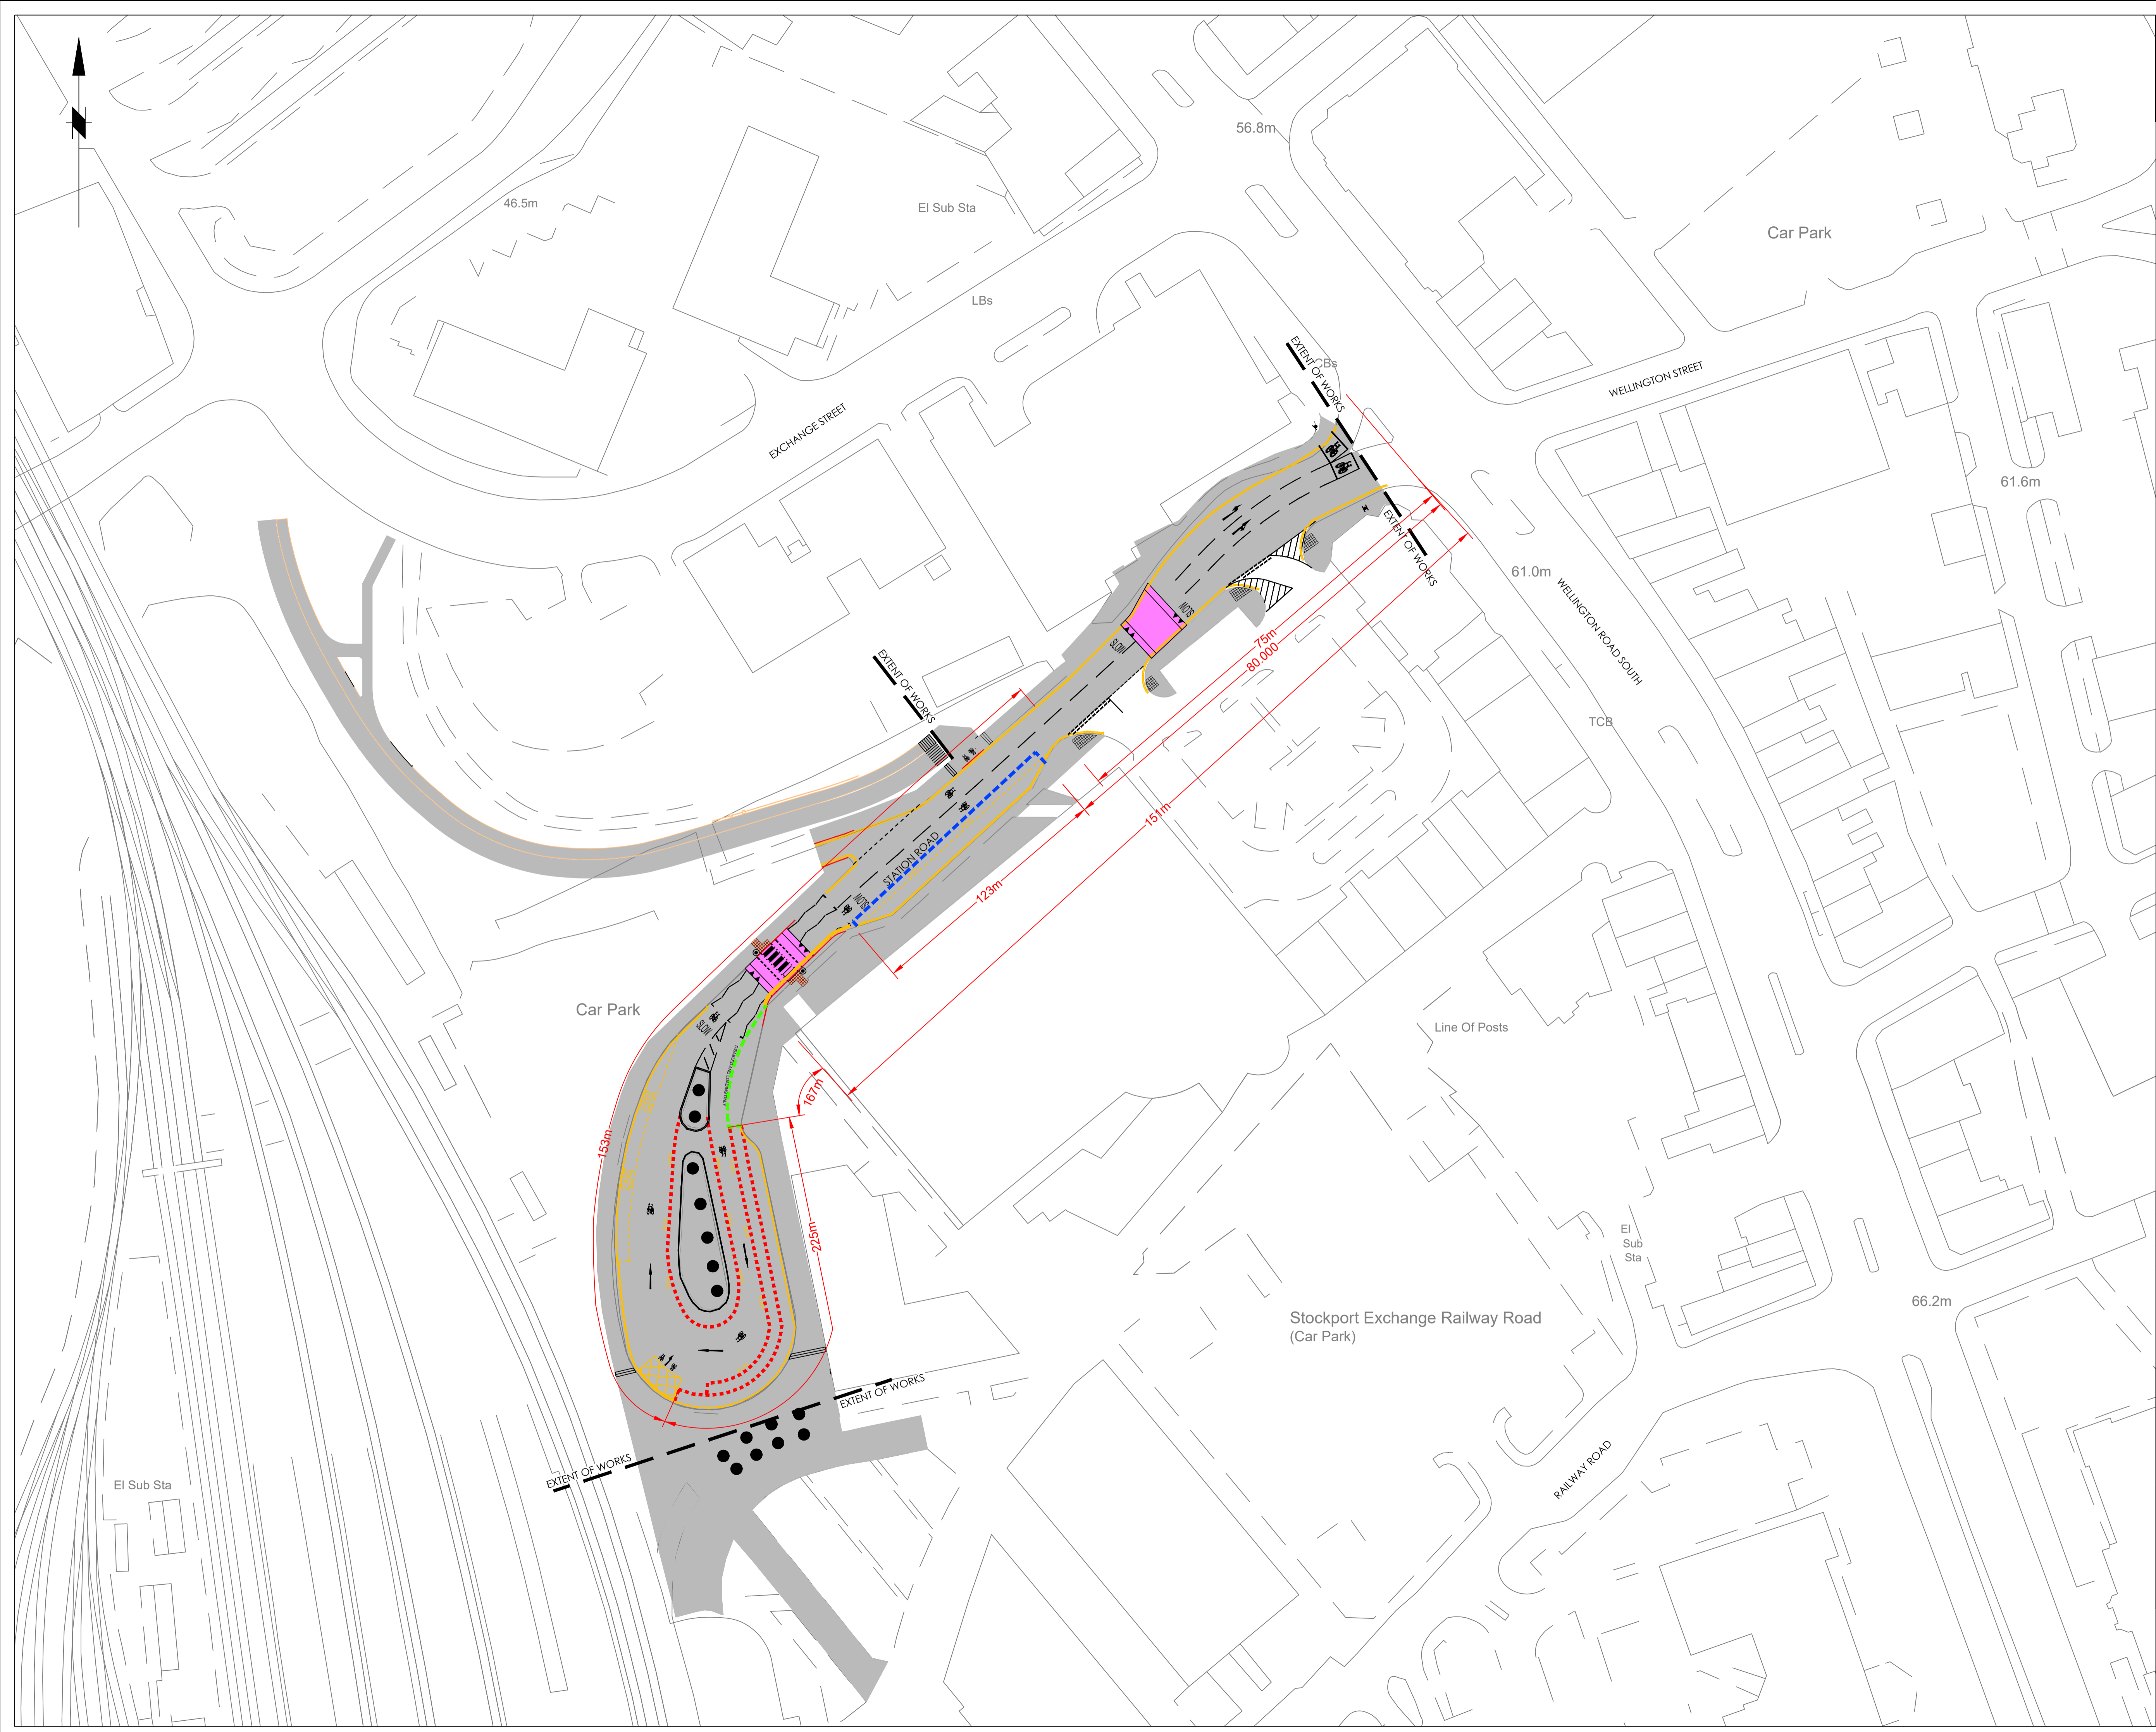 56.8m
46.5m
El Sub Sta
Car Park
LBs
EXTENT OF WORKS
CBs
WELLINGTON STREET
EXCHANGE STREET
61.6m
EXTENT OF WORKS
61.0m
WELLINGTON ROAD SOUTH
SLOW
SLOW
75m
80.000
EXTENT OF WORKS
TCB
151m
STATION ROAD
123m
SLOW
Car Park
SLOW
Line Of Posts
167m
153m
225m
El
Sub
Sta
66.2m
Stockport Exchange Railway Road
(Car Park)
EXTENT OF WORKS
EXTENT OF WORKS
El Sub Sta
RAILWAY ROAD